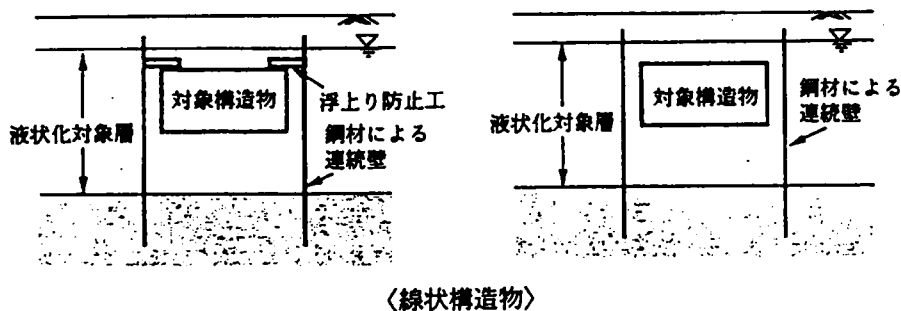 対象構造物
浮上り防止工
液状化対象層
鋼材による
連続壁
対象構造物
鋼材による
連続壁
液状化対象層
〈線状構造物〉